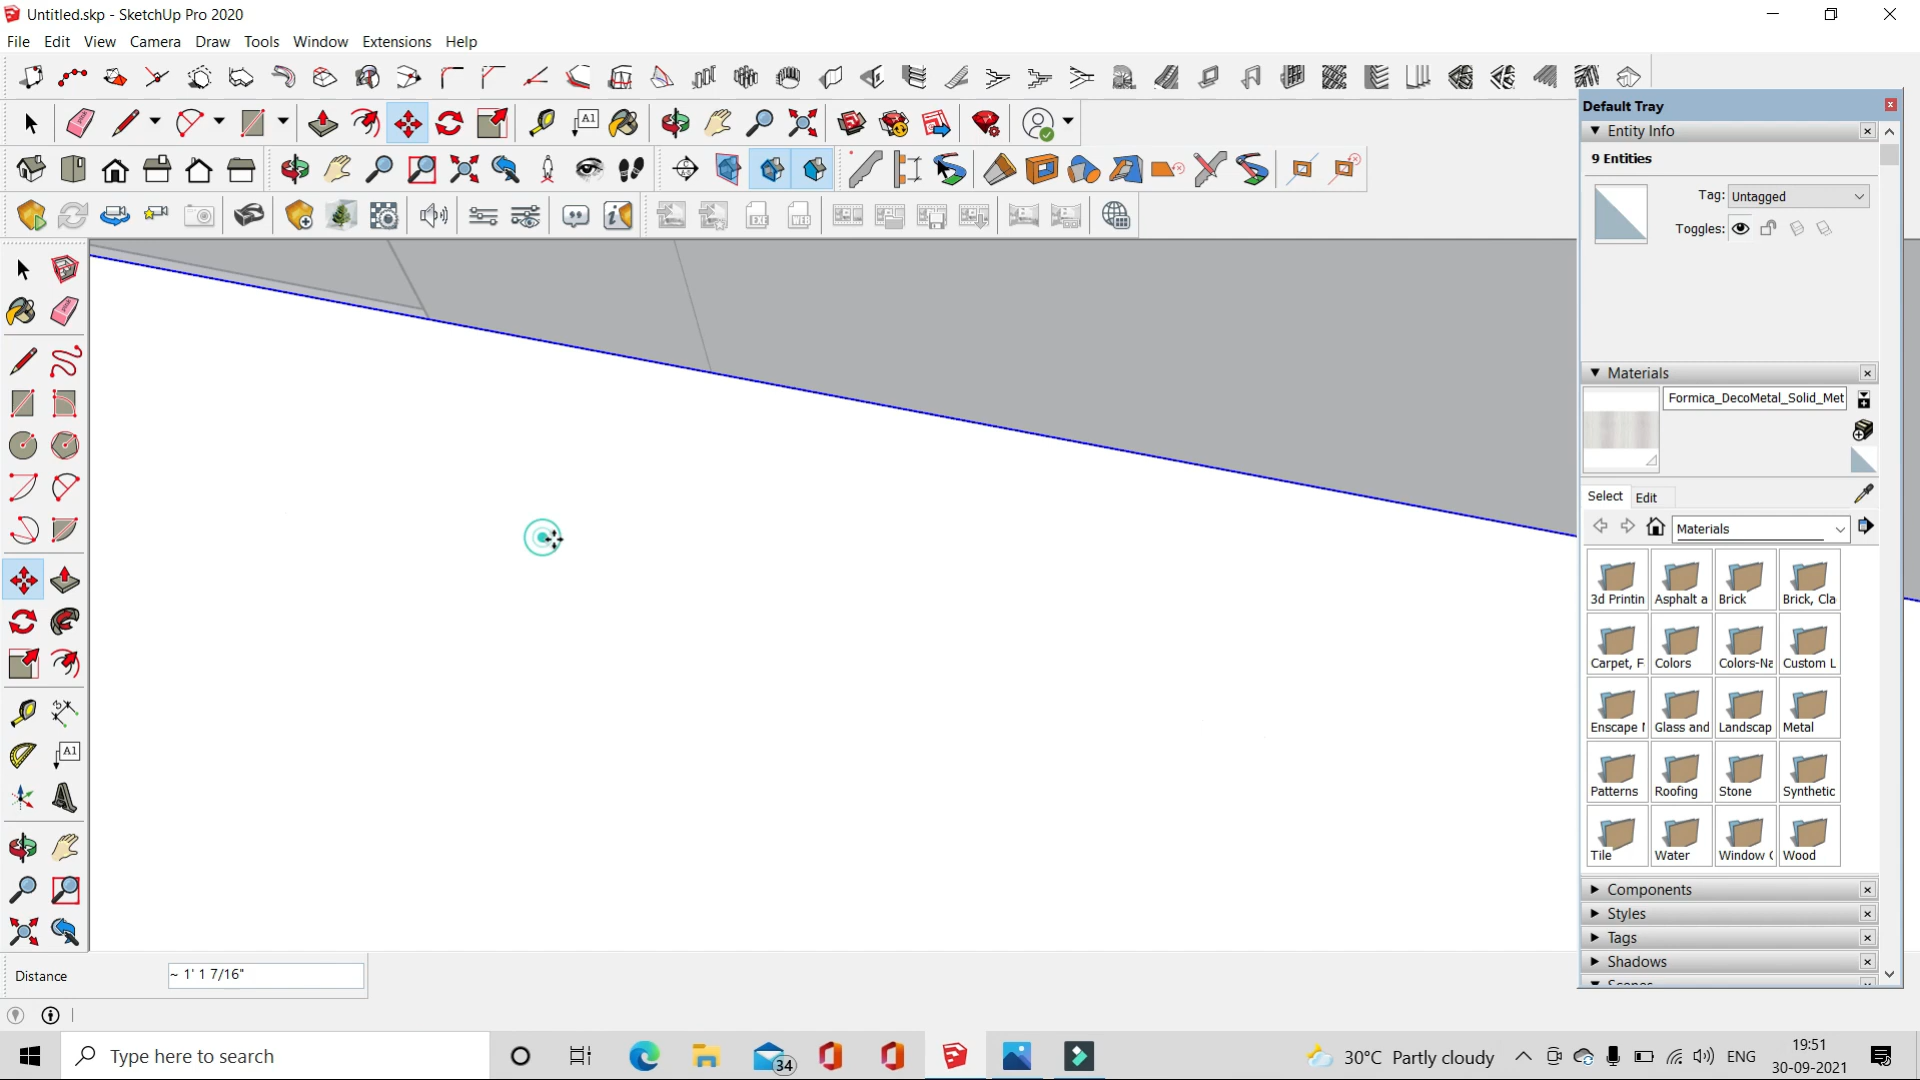 Untitled.skp - SketchUp Pro 2020
File Edit View Camera Draw Tools Window Extensions Help
Default Tray
Entity Info
9 Entities
Tag: Untagged
Toggles:
Materials
Formica_DecoMetal_Solid_Met
Select Edit
Materials
3d Printin Asphalt a Brick Brick, Cla
Carpet, F Colors Colors-Na Custom L
Enscape Glass and Landscap Metal
Patterns Roofing Stone Synthetic
Tile Water Window Wood
Components
Styles
Tags
Shadows
Scenes
Distance ~ 1' 1 7/16"
Type here to search
34
30°C Partly cloudy
ENG
19:51
30-09-2021